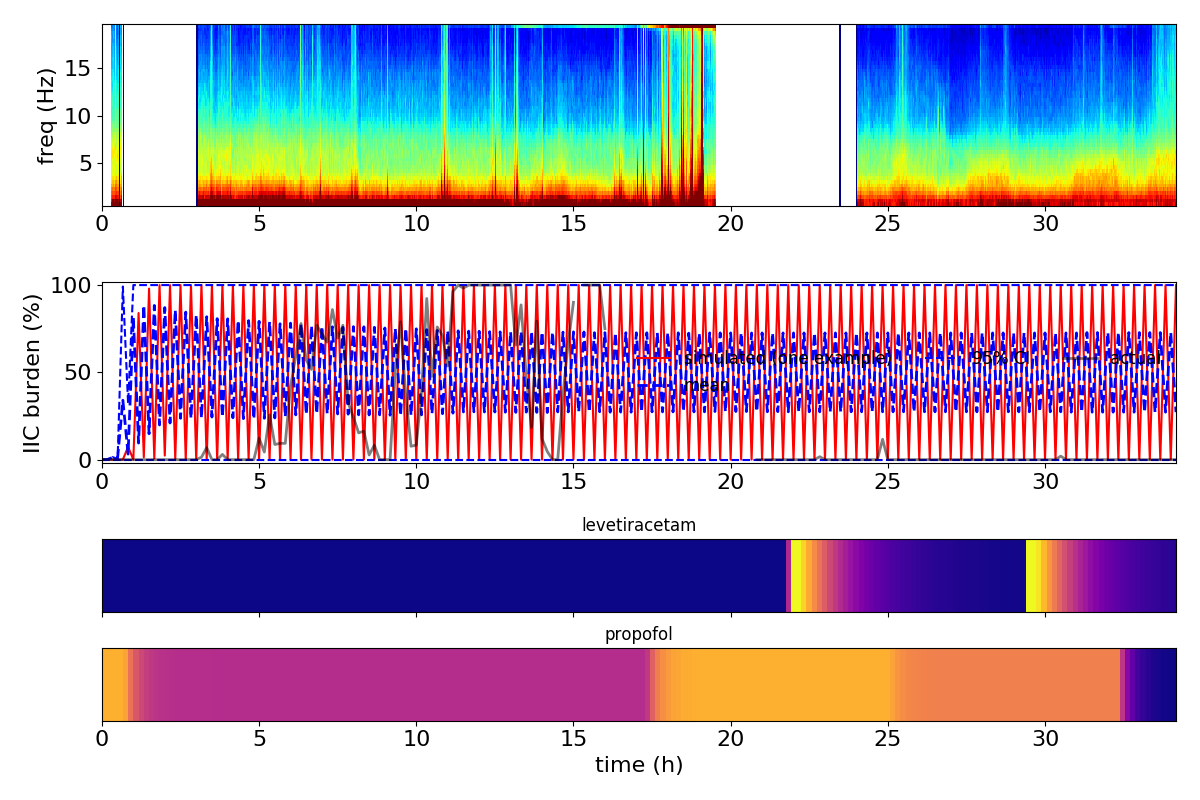 freq (Hz)
15
10
5
0 5 10 15 20 25 30
IIC burden (%)
100
50
0
simulated (one example) 95% CI actual
mean
0 5 10 15 20 25 30
levetiracetam
propofol
0 5 10 15 20 25 30
time (h)